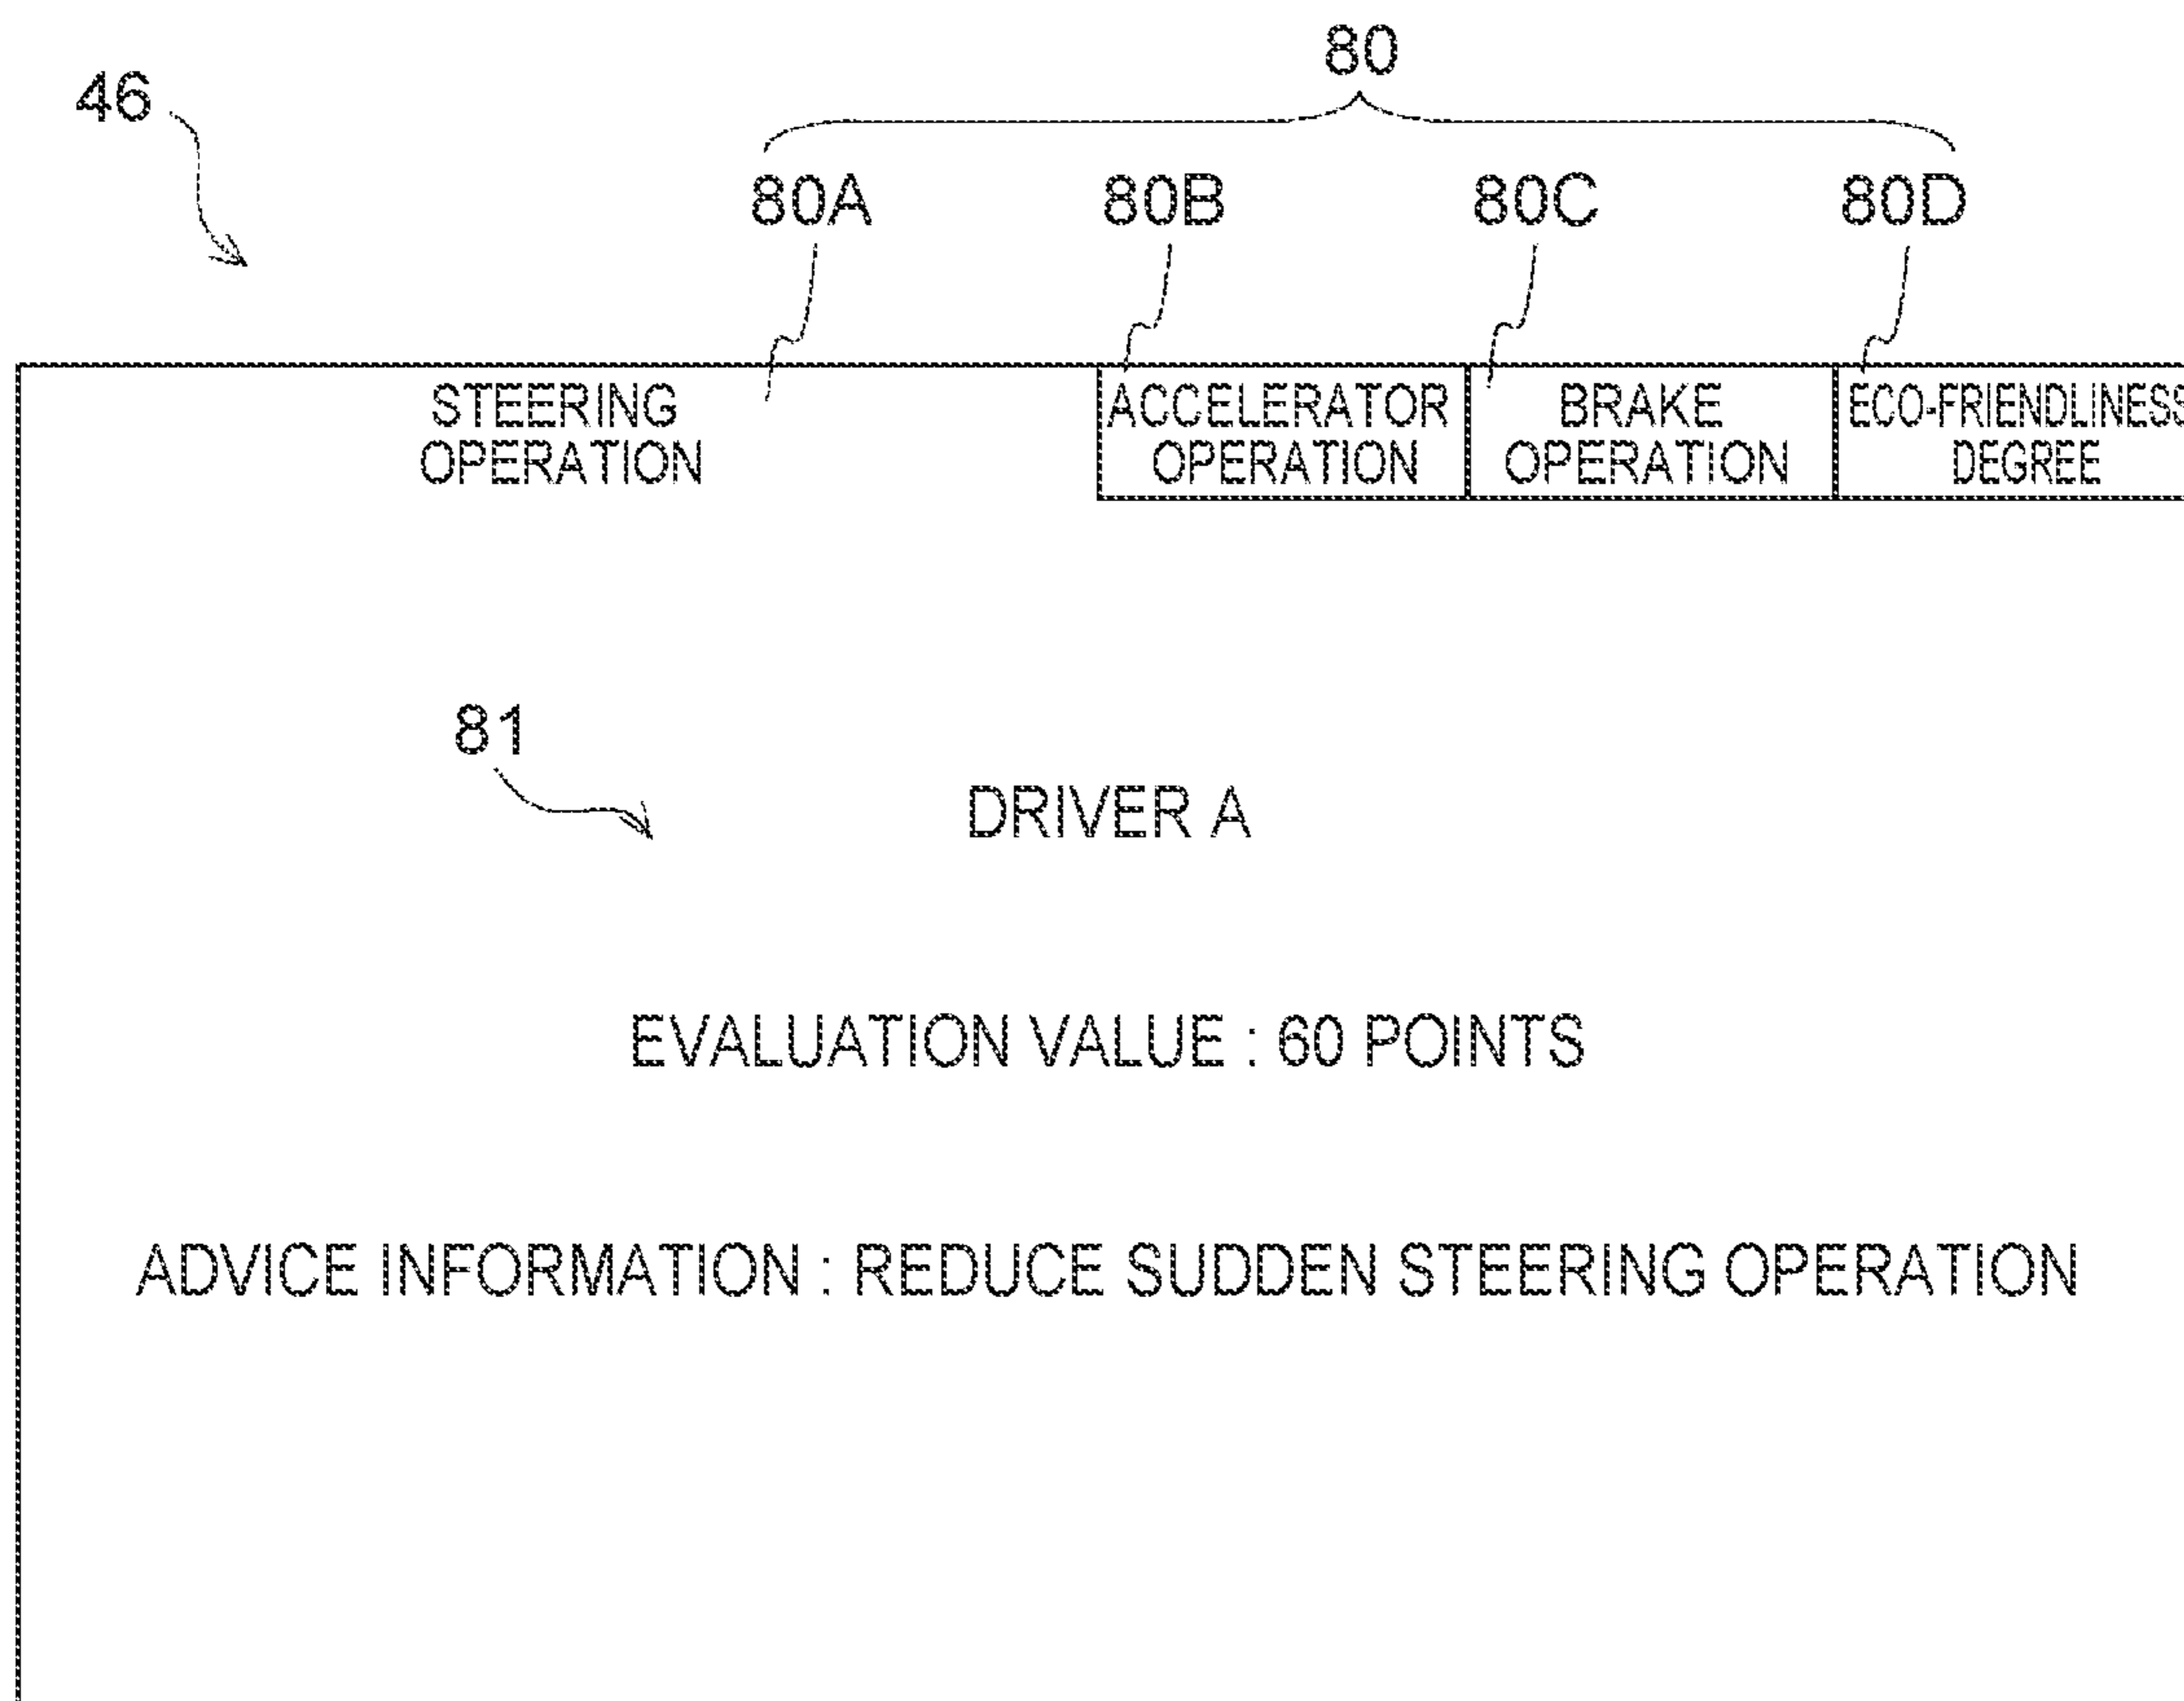 80
46
80A 80B 80C 80D
STEERING OPERATION
ACCELERATOR OPERATION
BRAKE OPERATION
ECO-FRIENDLINESS DEGREE
81
DRIVER A
EVALUATION VALUE : 60 POINTS
ADVICE INFORMATION : REDUCE SUDDEN STEERING OPERATION